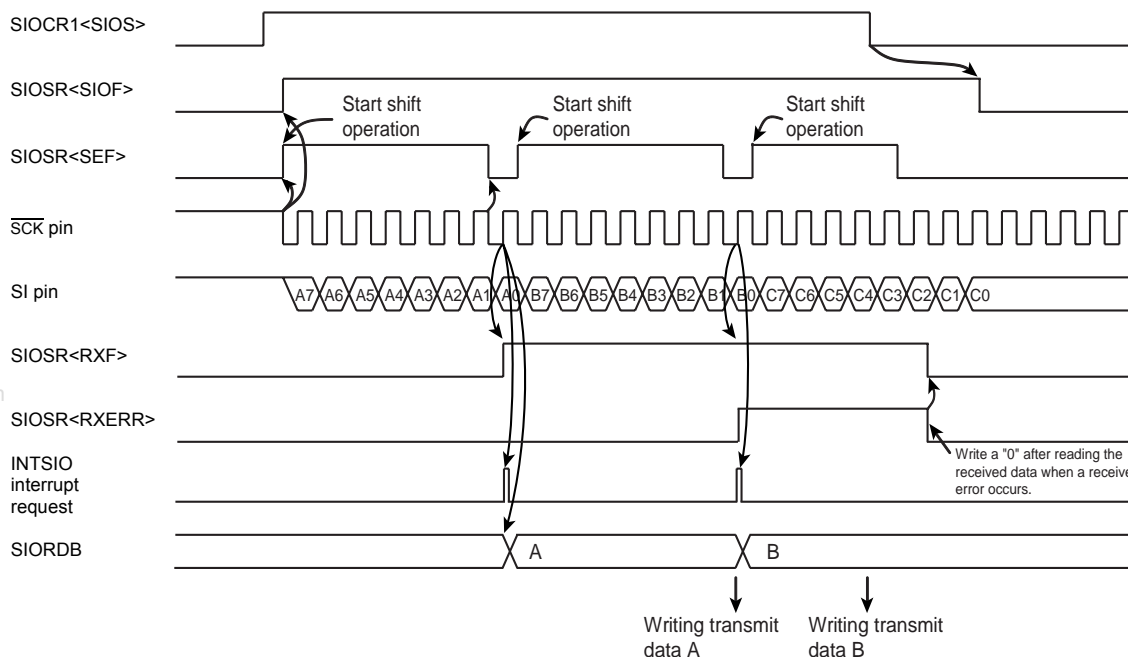 SIOCR1<SIOS>
SIOSR<SIOF>
Start shift
operation
Start shift
operation
Start shift
operation
SIOSR<SEF>
SCK pin
SI pin
A7 A6 A5 A4 A3 A2 A1 A0 B7 B6 B5 B4 B3 B2 B1 B0 C7 C6 C5 C4 C3 C2 C1 C0
SIOSR<RXF>
SIOSR<RXERR>
Write a "0" after reading the
received data when a receive
error occurs.
INTSIO
interrupt
request
SIORDB
A
B
Writing transmit
data A
Writing transmit
data B